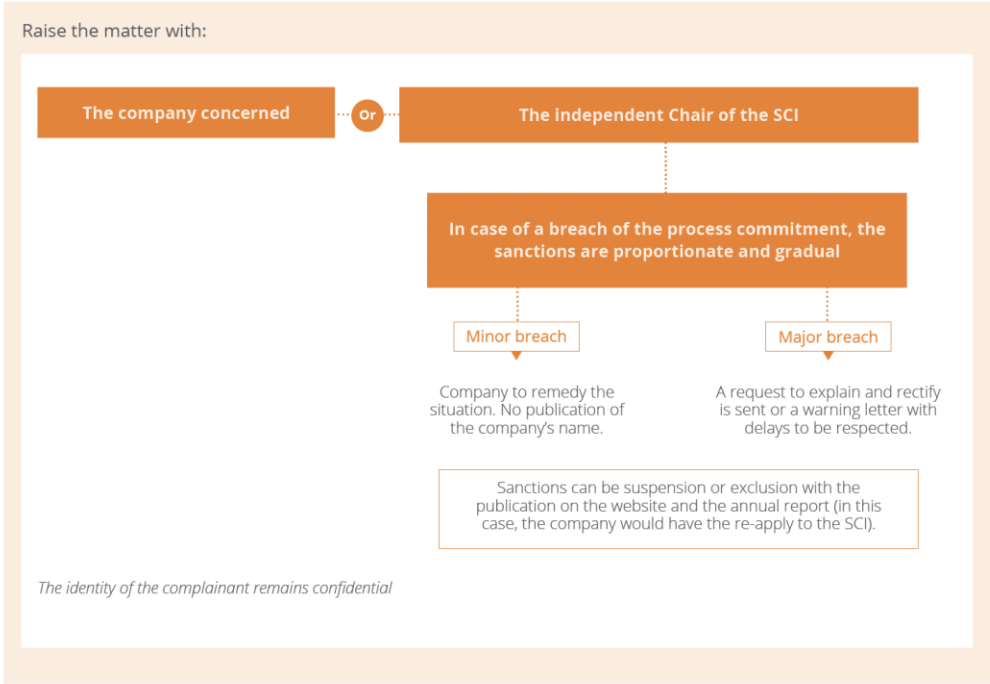 Raise the matter with:
The company concerned
Or
The independent Chair of the SCI
In case of a breach of the process commitment, the
sanctions are proportionate and gradual
Minor breach
Major breach
Company to remedy the
situation. No publication of
the company's name.
A request to explain and rectify
is sent or a warning letter with
delays to be respected.
Sanctions can be suspension or exclusion with the
publication on the website and the annual report (in this
case, the company would have the re-apply to the SCI).
The identity of the complainant remains confidential